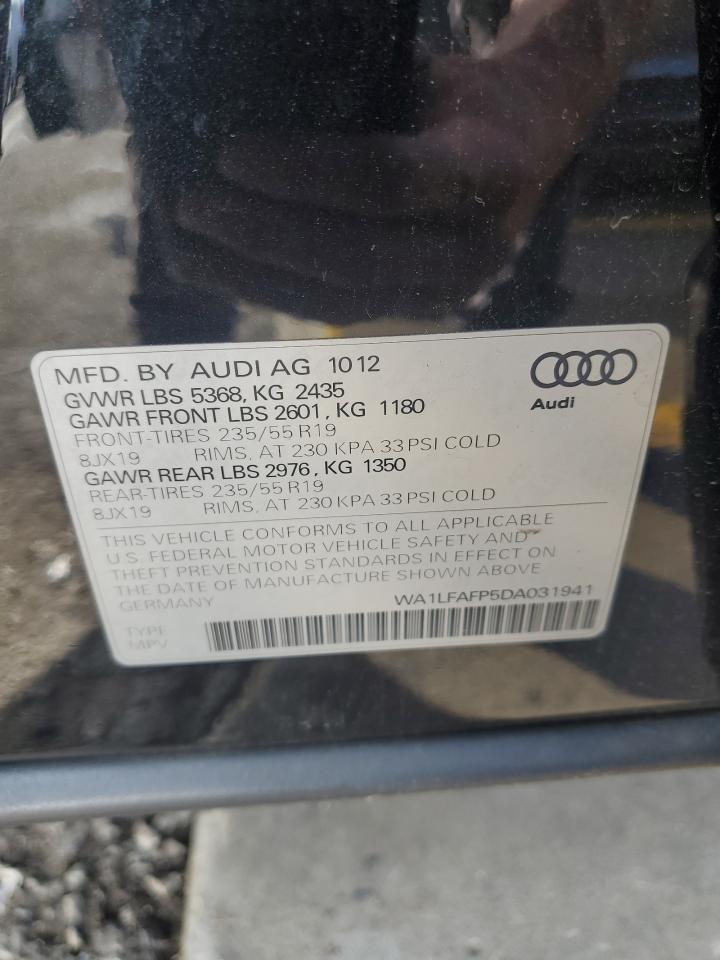 MFD. BY AUDI AG 1012
GVWR LBS 5368, KG 2435
GAWR FRONT LBS 2601, KG 1180
FRONT-TIRES 235/55 R19
8JX19 RIMS, AT 230 KPA 33 PSI COLD
GAWR REAR LBS 2976, KG 1350
REAR-TIRES 235/55 R19
8JX19 RIMS, AT 230 KPA 33 PSI COLD
Audi
THIS VEHICLE CONFORMS TO ALL APPLICABLE
U.S. FEDERAL MOTOR VEHICLE SAFETY AND
THEFT PREVENTION STANDARDS IN EFFECT ON
THE DATE OF MANUFACTURE SHOWN ABOVE
GERMANY WA1LFAFP5DA031941
TYPE
MPV